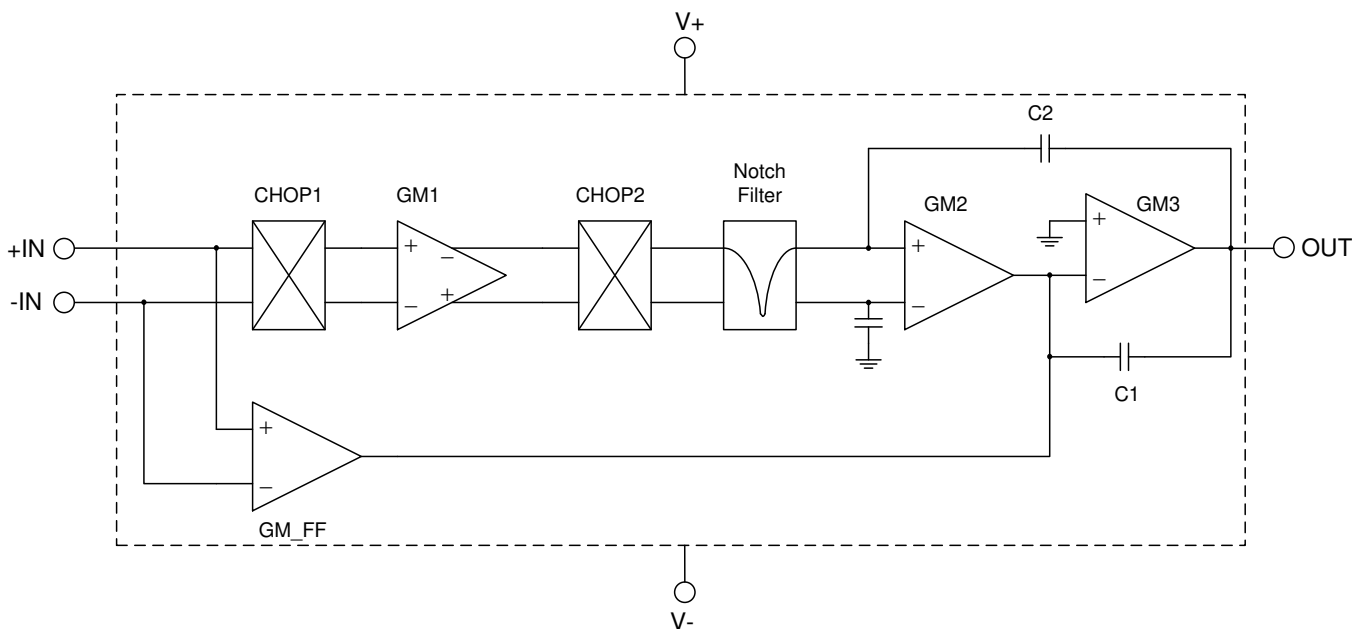 V+
C2
Notch
Filter
CHOP1
GM1
CHOP2
GM2
GM3
+IN
+
−
+
+
OUT
-IN
−
+
−
−
C1
+
−
GM_FF
V-